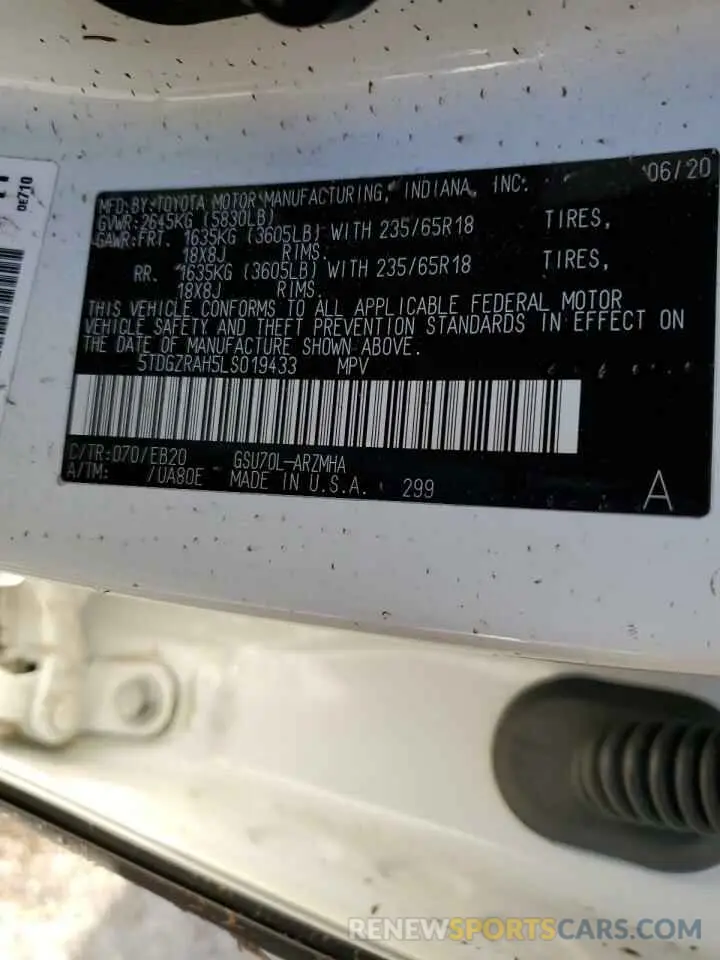 0E710
MFD.BY:TOYOTA MOTOR MANUFACTURING, INDIANA, INC. 06/20
GVWR:2645KG (5830LB)
GAWR:FRT. 1635KG (3605LB) WITH 235/65R18 TIRES,
18X8J RIMS.
RR. 1635KG (3605LB) WITH 235/65R18 TIRES,
18X8J RIMS.
THIS VEHICLE CONFORMS TO ALL APPLICABLE FEDERAL MOTOR
VEHICLE SAFETY AND THEFT PREVENTION STANDARDS IN EFFECT ON
THE DATE OF MANUFACTURE SHOWN ABOVE.
5TDGZRAH5LS019433 MPV
C/TR:070/EB20 GSU70L-ARZMHA
A/TM: /UA80E MADE IN U.S.A. 299
A
RENEWSPORTSCARS.COM